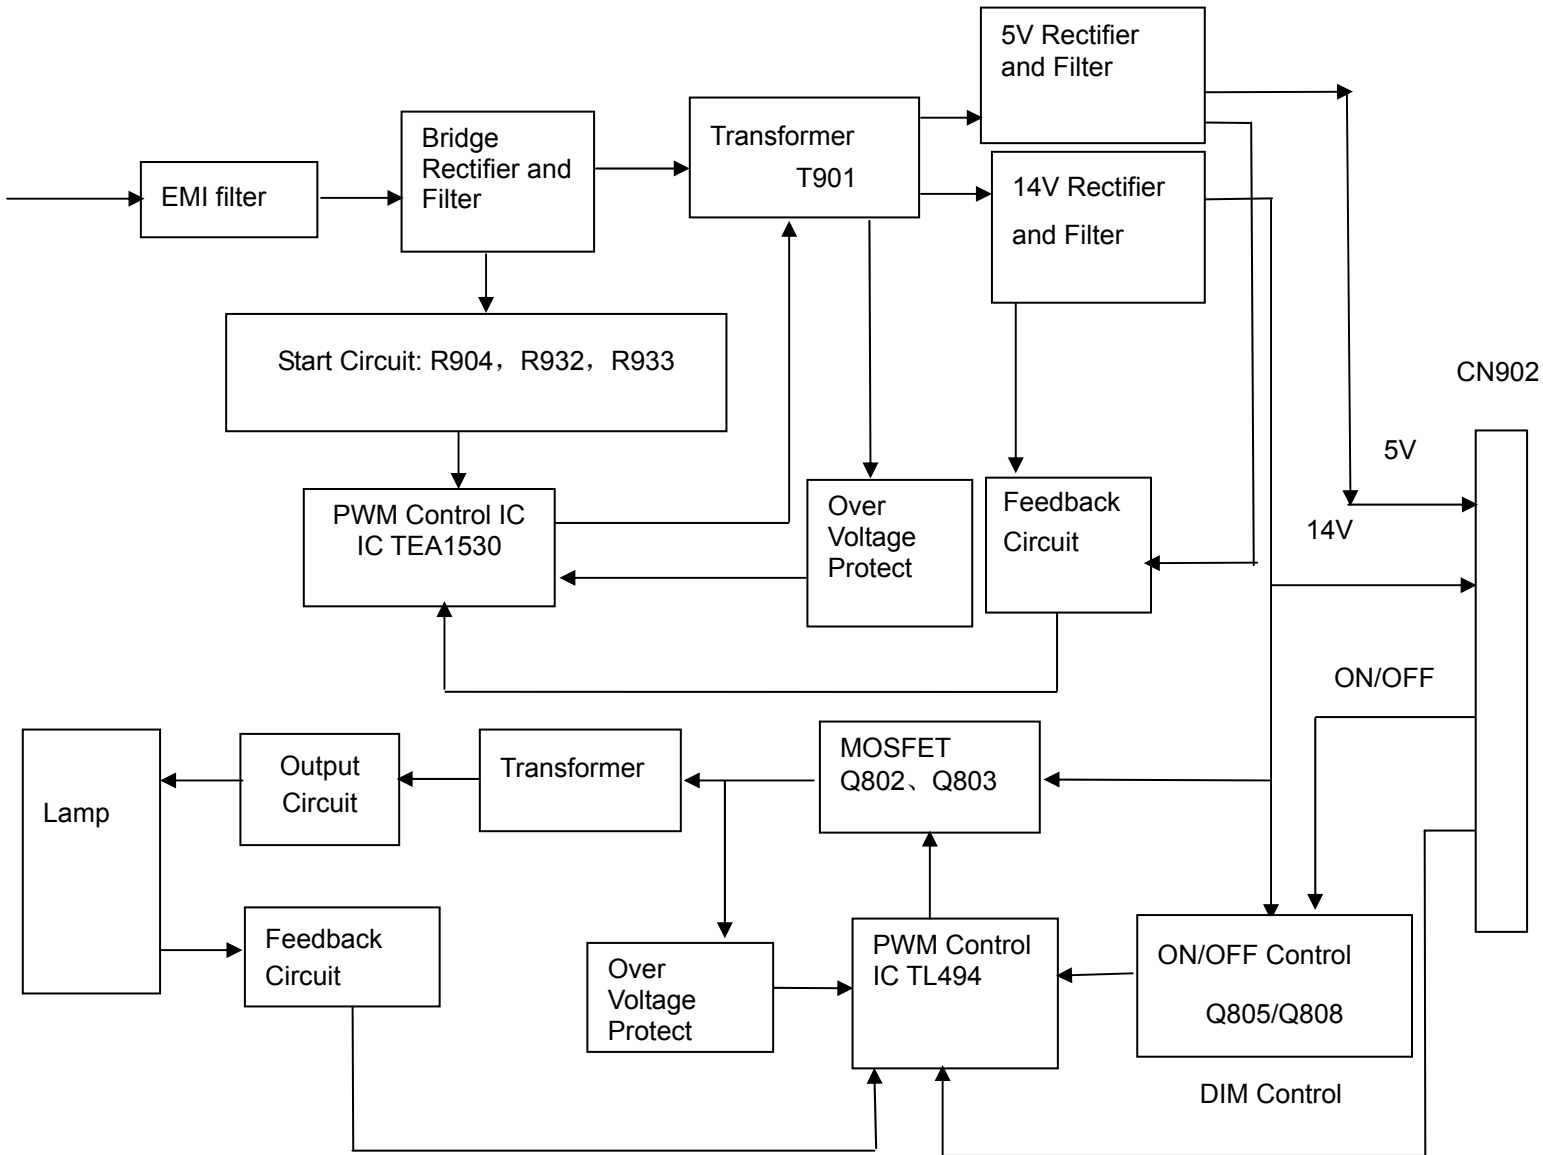 5V Rectifier
and Filter
Bridge
Rectifier and
Filter
Transformer
T901
EMI filter
14V Rectifier
and Filter
Start Circuit: R904，R932，R933
CN902
5V
PWM Control IC
IC TEA1530
Over
Voltage
Protect
Feedback
Circuit
14V
ON/OFF
Lamp
Output
Circuit
Transformer
MOSFET
Q802、Q803
Feedback
Circuit
Over
Voltage
Protect
PWM Control
IC TL494
ON/OFF Control
Q805/Q808
DIM Control